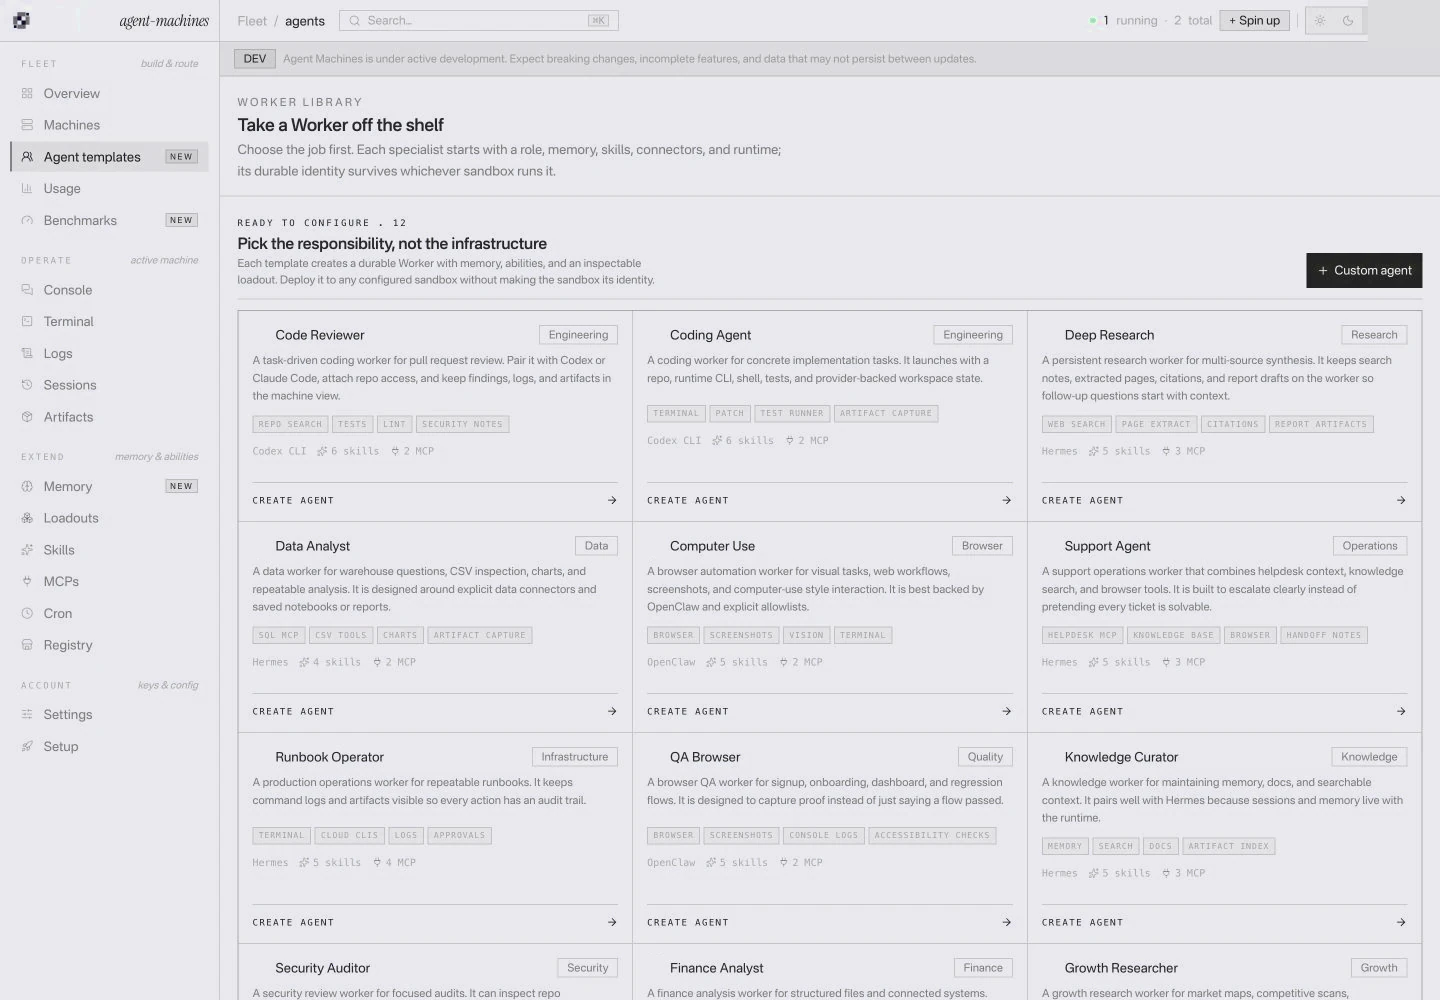 agent-machines
Fleet / agents
Search...
⌘K
1 running · 2 total
+ Spin up
FLEET
build & route
Overview
Machines
Agent templates
NEW
Usage
Benchmarks
NEW
OPERATE
active machine
Console
Terminal
Logs
Sessions
Artifacts
EXTEND
memory & abilities
Memory
NEW
Loadouts
Skills
MCPs
Cron
Registry
ACCOUNT
keys & config
Settings
Setup
DEV
Agent Machines is under active development. Expect breaking changes, incomplete features, and data that may not persist between updates.
WORKER LIBRARY
Take a Worker off the shelf
Choose the job first. Each specialist starts with a role, memory, skills, connectors, and runtime;
its durable identity survives whichever sandbox runs it.
READY TO CONFIGURE . 12
Pick the responsibility, not the infrastructure
Each template creates a durable Worker with memory, abilities, and an inspectable
loadout. Deploy it to any configured sandbox without making the sandbox its identity.
+ Custom agent
Code Reviewer
Engineering
A task-driven coding worker for pull request review. Pair it with Codex or
Claude Code, attach repo access, and keep findings, logs, and artifacts in
the machine view.
REPO SEARCH TESTS LINT SECURITY NOTES
Codex CLI 6 skills 2 MCP
CREATE AGENT →
Coding Agent
Engineering
A coding worker for concrete implementation tasks. It launches with a
repo, runtime CLI, shell, tests, and provider-backed workspace state.
TERMINAL PATCH TEST RUNNER ARTIFACT CAPTURE
Codex CLI 6 skills 2 MCP
CREATE AGENT →
Deep Research
Research
A persistent research worker for multi-source synthesis. It keeps search
notes, extracted pages, citations, and report drafts on the worker so
follow-up questions start with context.
WEB SEARCH PAGE EXTRACT CITATIONS REPORT ARTIFACTS
Hermes 5 skills 3 MCP
CREATE AGENT →
Data Analyst
Data
A data worker for warehouse questions, CSV inspection, charts, and
repeatable analysis. It is designed around explicit data connectors and
saved notebooks or reports.
SQL MCP CSV TOOLS CHARTS ARTIFACT CAPTURE
Hermes 4 skills 2 MCP
CREATE AGENT →
Computer Use
Browser
A browser automation worker for visual tasks, web workflows,
screenshots, and computer-use style interaction. It is best backed by
OpenClaw and explicit allowlists.
BROWSER SCREENSHOTS VISION TERMINAL
OpenClaw 5 skills 2 MCP
CREATE AGENT →
Support Agent
Operations
A support operations worker that combines helpdesk context, knowledge
search, and browser tools. It is built to escalate clearly instead of
pretending every ticket is solvable.
HELPDESK MCP KNOWLEDGE BASE BROWSER HANDOFF NOTES
Hermes 5 skills 3 MCP
CREATE AGENT →
Runbook Operator
Infrastructure
A production operations worker for repeatable runbooks. It keeps
command logs and artifacts visible so every action has an audit trail.
TERMINAL CLOUD CLIS LOGS APPROVALS
Hermes 5 skills 4 MCP
CREATE AGENT →
QA Browser
Quality
A browser QA worker for signup, onboarding, dashboard, and regression
flows. It is designed to capture proof instead of just saying a flow passed.
BROWSER SCREENSHOTS CONSOLE LOGS ACCESSIBILITY CHECKS
OpenClaw 5 skills 2 MCP
CREATE AGENT →
Knowledge Curator
Knowledge
A knowledge worker for maintaining memory, docs, and searchable
context. It pairs well with Hermes because sessions and memory live with
the runtime.
MEMORY SEARCH DOCS ARTIFACT INDEX
Hermes 5 skills 3 MCP
CREATE AGENT →
Security Auditor
Security
A security review worker for focused audits. It can inspect repo
Finance Analyst
Finance
A finance analysis worker for structured files and connected systems.
Growth Researcher
Growth
A growth research worker for market maps, competitive scans,